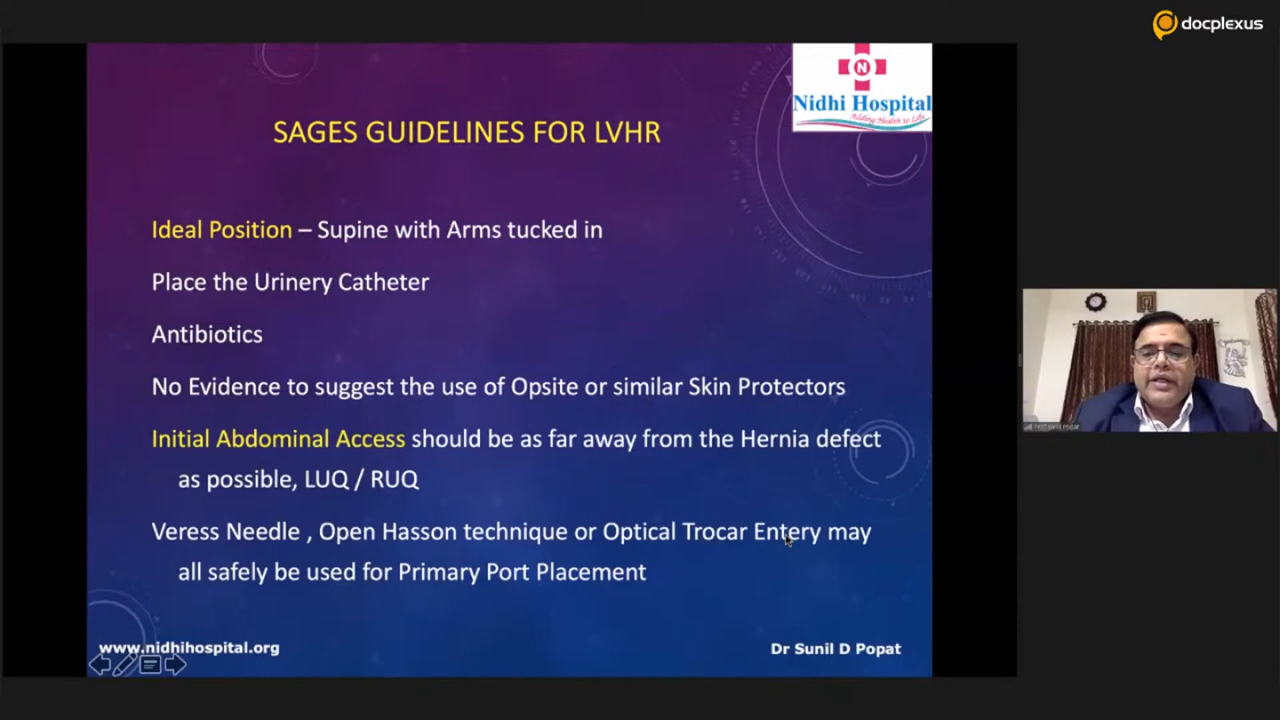 docplexus
N
Nidhi Hospital
Adding Health to Life
SAGES GUIDELINES FOR LVHR
Ideal Position – Supine with Arms tucked in
Place the Urinery Catheter
Antibiotics
No Evidence to suggest the use of Opsite or similar Skin Protectors
Initial Abdominal Access should be as far away from the Hernia defect
as possible, LUQ / RUQ
Veress Needle , Open Hasson technique or Optical Trocar Entery may
all safely be used for Primary Port Placement
www.nidhihospital.org
Dr Sunil D Popat